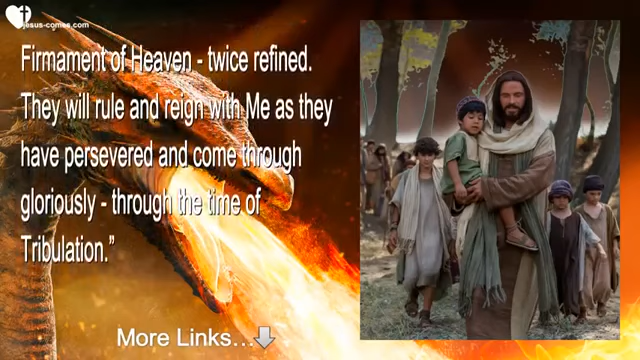 jesus-comes.com
Firmament of Heaven - twice refined.
They will rule and reign with Me as they
have persevered and come through
gloriously - through the time of
Tribulation.”
More Links...